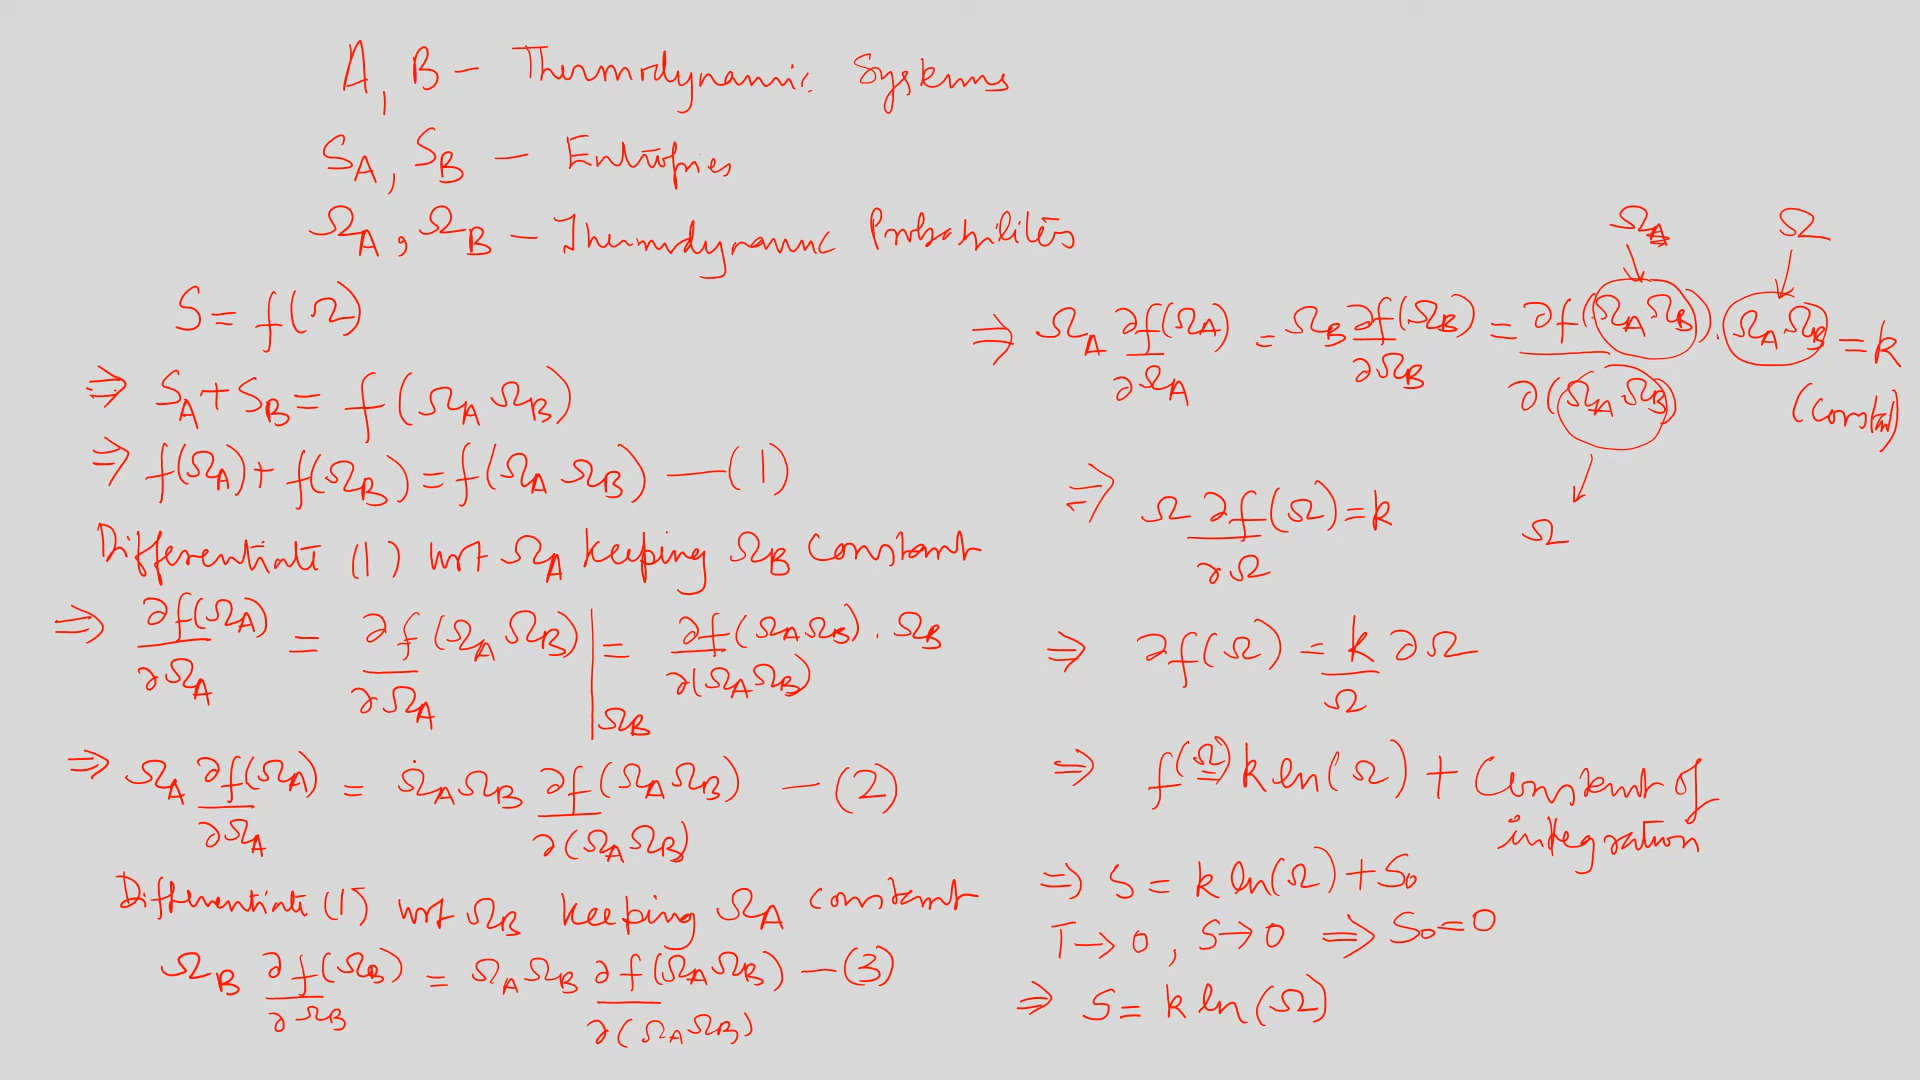 A, B – Thermodynamic Systems
S_A, S_B – Entropies
Ω_A, Ω_B – Thermodynamic Probabilities
S = f(Ω)
⇒ S_A + S_B = f(Ω_A Ω_B)
⇒ f(Ω_A) + f(Ω_B) = f(Ω_A Ω_B) —(1)
Differentiate (1) wrt Ω_A keeping Ω_B constant
⇒ ∂f(Ω_A)/∂Ω_A = ∂f(Ω_A Ω_B)/∂Ω_A |_Ω_B = ∂f(Ω_A Ω_B)/∂(Ω_A Ω_B) . Ω_B
⇒ Ω_A ∂f(Ω_A)/∂Ω_A = Ω_A Ω_B ∂f(Ω_A Ω_B)/∂(Ω_A Ω_B) —(2)
Differentiate (1) wrt Ω_B keeping Ω_A constant
Ω_B ∂f(Ω_B)/∂Ω_B = Ω_A Ω_B ∂f(Ω_A Ω_B)/∂(Ω_A Ω_B) —(3)
Ω Ω
⇒ Ω_A ∂f(Ω_A)/∂Ω_A = Ω_B ∂f(Ω_B)/∂Ω_B = ∂f(Ω_A Ω_B)/∂(Ω_A Ω_B) . Ω_A Ω_B = k
(constant)
Ω
⇒ Ω ∂f(Ω)/∂Ω = k
⇒ ∂f(Ω) = k/Ω ∂Ω
⇒ f(Ω) = k ln(Ω) + Constant of
integration
⇒ S = k ln(Ω) + S_0
T → 0, S → 0 ⇒ S_0 = 0
⇒ S = k ln(Ω)